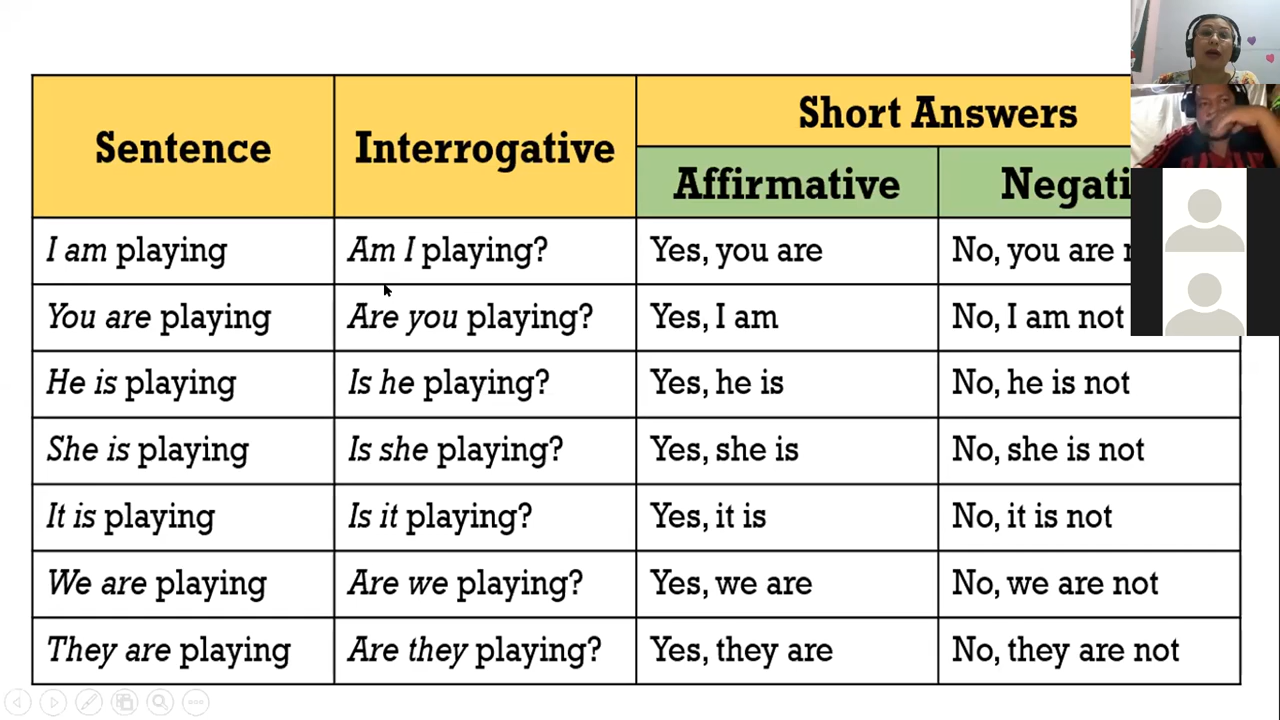 Sentence Interrogative Short Answers
Affirmative
I am playing Am I playing? Yes, you are No, you are
You are playing Are you playing? Yes, I am No, I am not
He is playing Is he playing? Yes, he is No, he is not
She is playing Is she playing? Yes, she is No, she is not
It is playing Is it playing? Yes, it is No, it is not
We are playing Are we playing? Yes, we are No, we are not
They are playing Are they playing? Yes, they are No, they are not